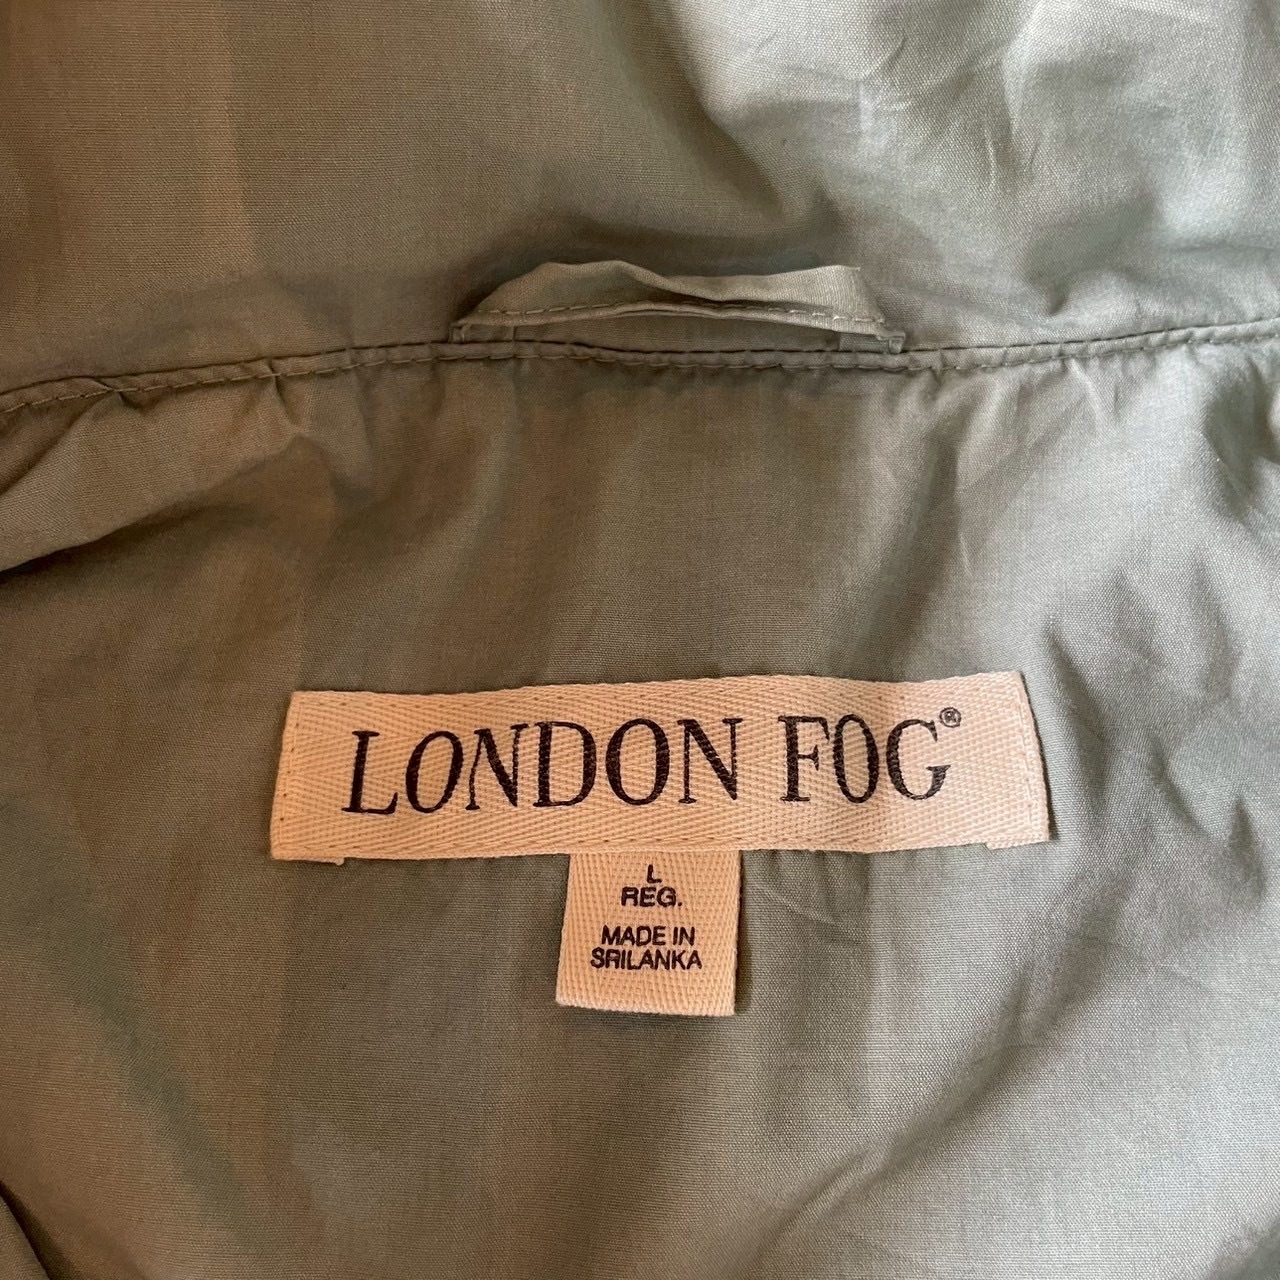 LONDON FOG®
L
REG.
MADE IN
SRILANKA